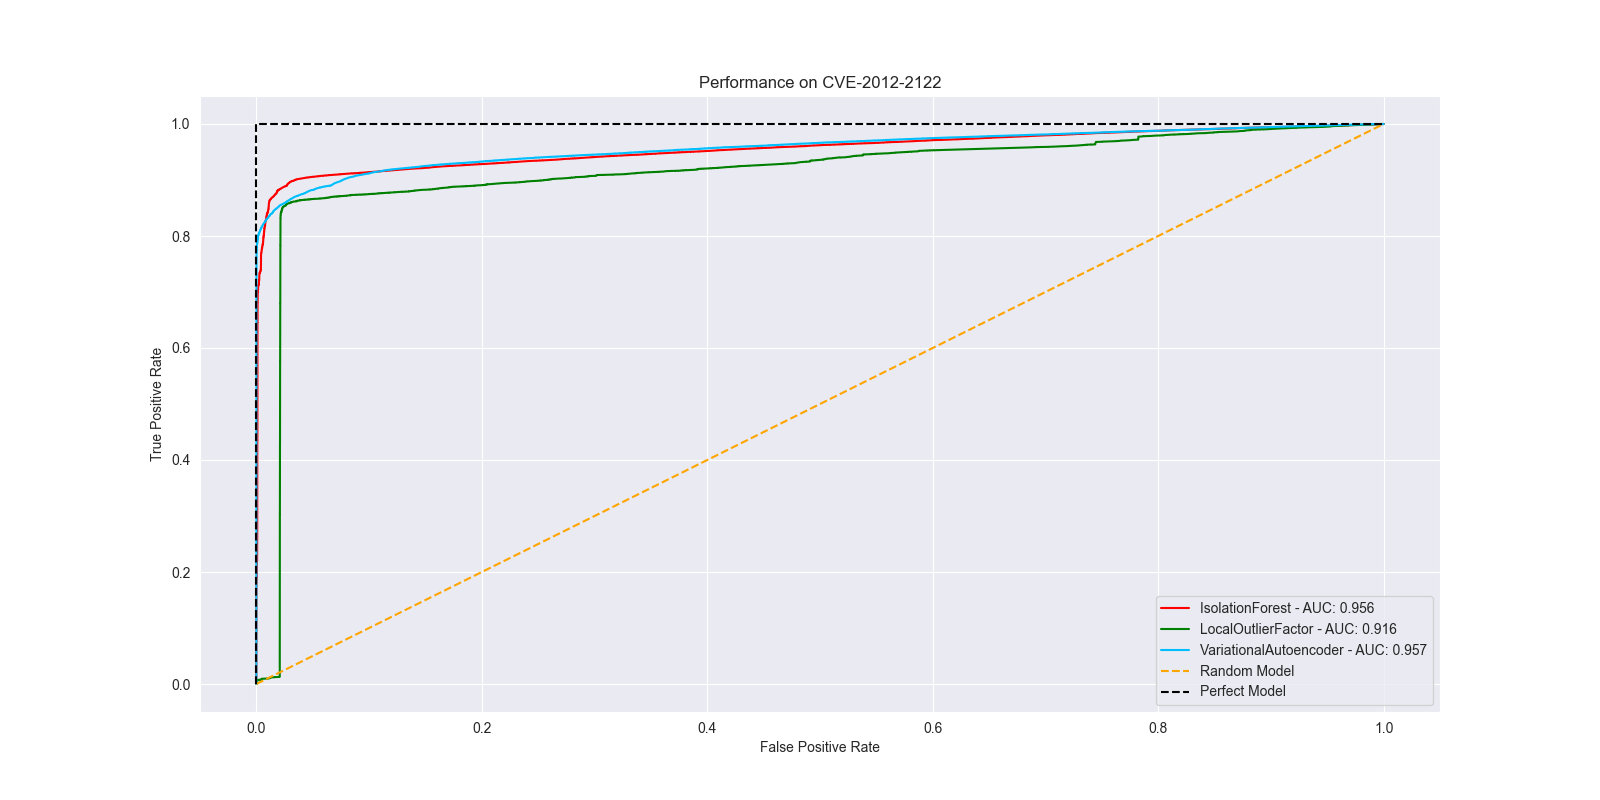 Performance on CVE-2012-2122
1.0
0.8
0.6
0.4
0.2
0.0
True Positive Rate
0.0 0.2 0.4 0.6 0.8 1.0
False Positive Rate
IsolationForest - AUC: 0.956
LocalOutlierFactor - AUC: 0.916
VariationalAutoencoder - AUC: 0.957
Random Model
Perfect Model